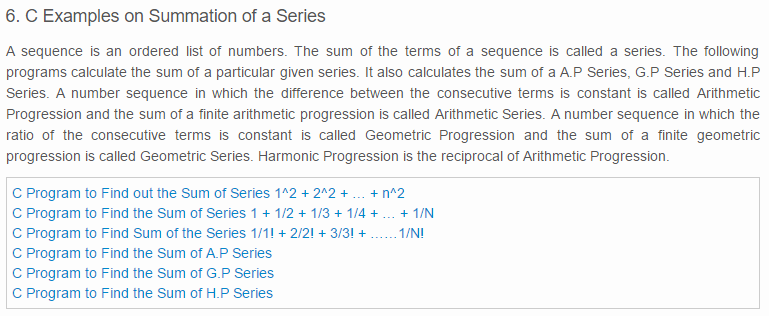 6. C Examples on Summation of a Series
A sequence is an ordered list of numbers. The sum of the terms of a sequence is called a series. The following
programs calculate the sum of a particular given series. It also calculates the sum of a A.P Series, G.P Series and H.P
Series. A number sequence in which the difference between the consecutive terms is constant is called Arithmetic
Progression and the sum of a finite arithmetic progression is called Arithmetic Series. A number sequence in which the
ratio of the consecutive terms is constant is called Geometric Progression and the sum of a finite geometric
progression is called Geometric Series. Harmonic Progression is the reciprocal of Arithmetic Progression.
C Program to Find out the Sum of Series 1^2 + 2^2 + … + n^2
C Program to Find the Sum of Series 1 + 1/2 + 1/3 + 1/4 + … + 1/N
C Program to Find Sum of the Series 1/1! + 2/2! + 3/3! + ……1/N!
C Program to Find the Sum of A.P Series
C Program to Find the Sum of G.P Series
C Program to Find the Sum of H.P Series